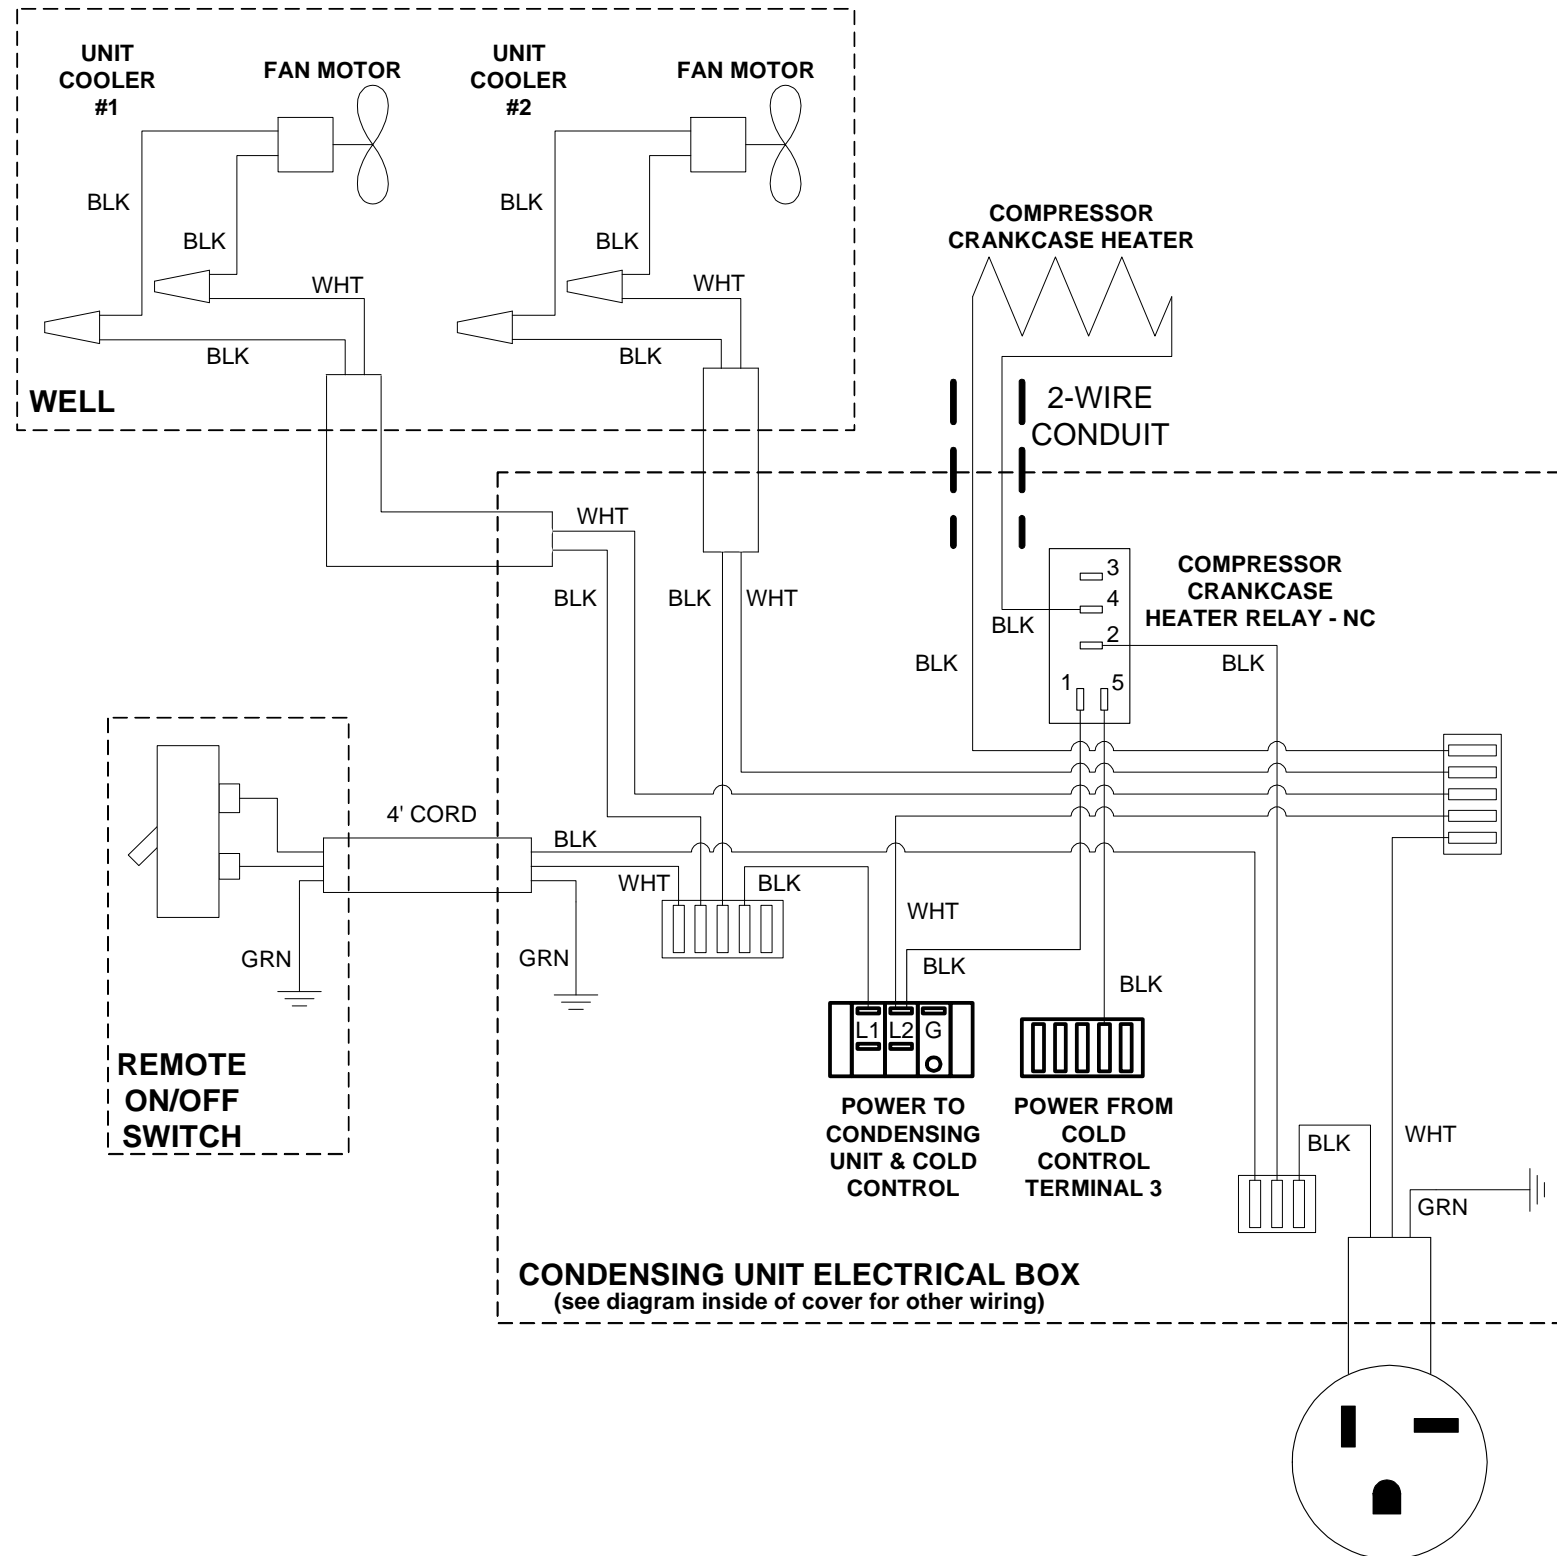 UNIT
COOLER
#1
FAN MOTOR
UNIT
COOLER
#2
FAN MOTOR
BLK
BLK
WHT
BLK
BLK
BLK
WHT
BLK
WELL
COMPRESSOR
CRANKCASE HEATER
2-WIRE
CONDUIT
WHT
BLK
BLK
WHT
BLK
BLK
3
4
2
1
5
COMPRESSOR
CRANKCASE
HEATER RELAY - NC
BLK
4' CORD
BLK
WHT
BLK
GRN
GRN
WHT
BLK
BLK
REMOTE
ON/OFF
SWITCH
L1
L2
G
POWER TO
CONDENSING
UNIT & COLD
CONTROL
POWER FROM
COLD
CONTROL
TERMINAL 3
BLK
WHT
GRN
CONDENSING UNIT ELECTRICAL BOX
(see diagram inside of cover for other wiring)